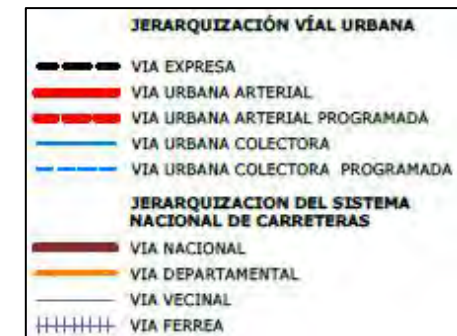 JERARQUIZACIÓN VÍAL URBANA
VIA EXPRESA
VIA URBANA ARTERIAL
VIA URBANA ARTERIAL PROGRAMADA
VIA URBANA COLECTORA
VIA URBANA COLECTORA PROGRAMADA
JERARQUIZACION DEL SISTEMA
NACIONAL DE CARRETERAS
VIA NACIONAL
VIA DEPARTAMENTAL
VIA VECINAL
VIA FERREA